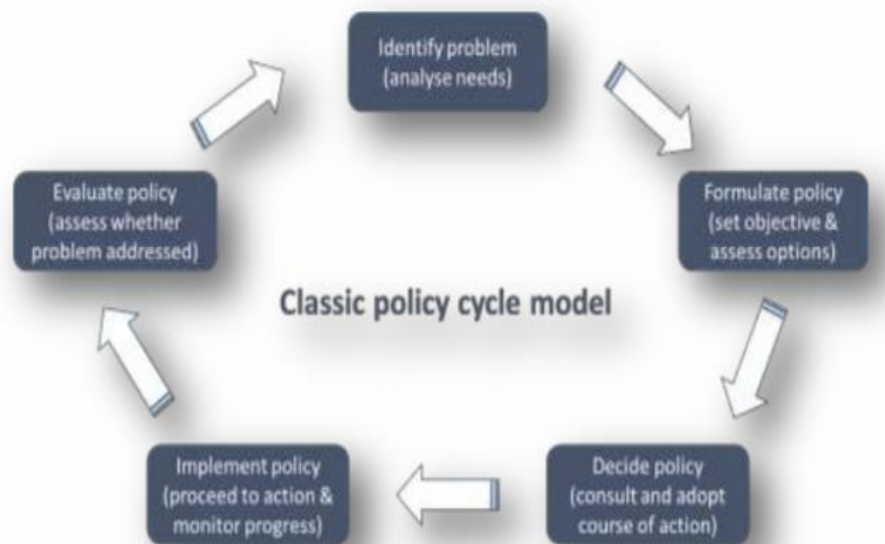 Identify problem
(analyse needs)
Formulate policy
(set objective &
assess options)
Decide policy
(consult and adopt
course of action)
Implement policy
(proceed to action &
monitor progress)
Evaluate policy
(assess whether
problem addressed)
Classic policy cycle model